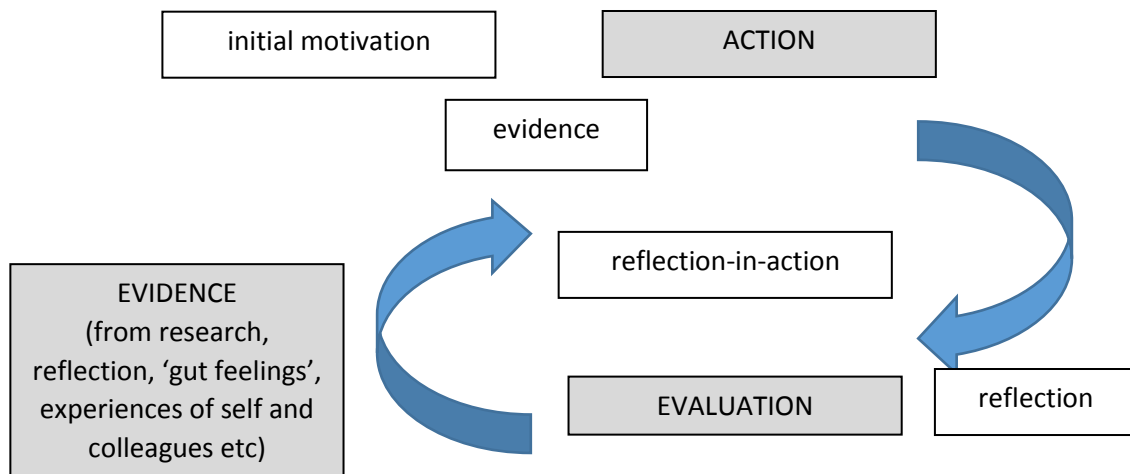 initial motivation
ACTION
evidence
reflection-in-action
EVIDENCE
(from research,
reflection, ‘gut feelings’,
experiences of self and
colleagues etc)
EVALUATION
reflection